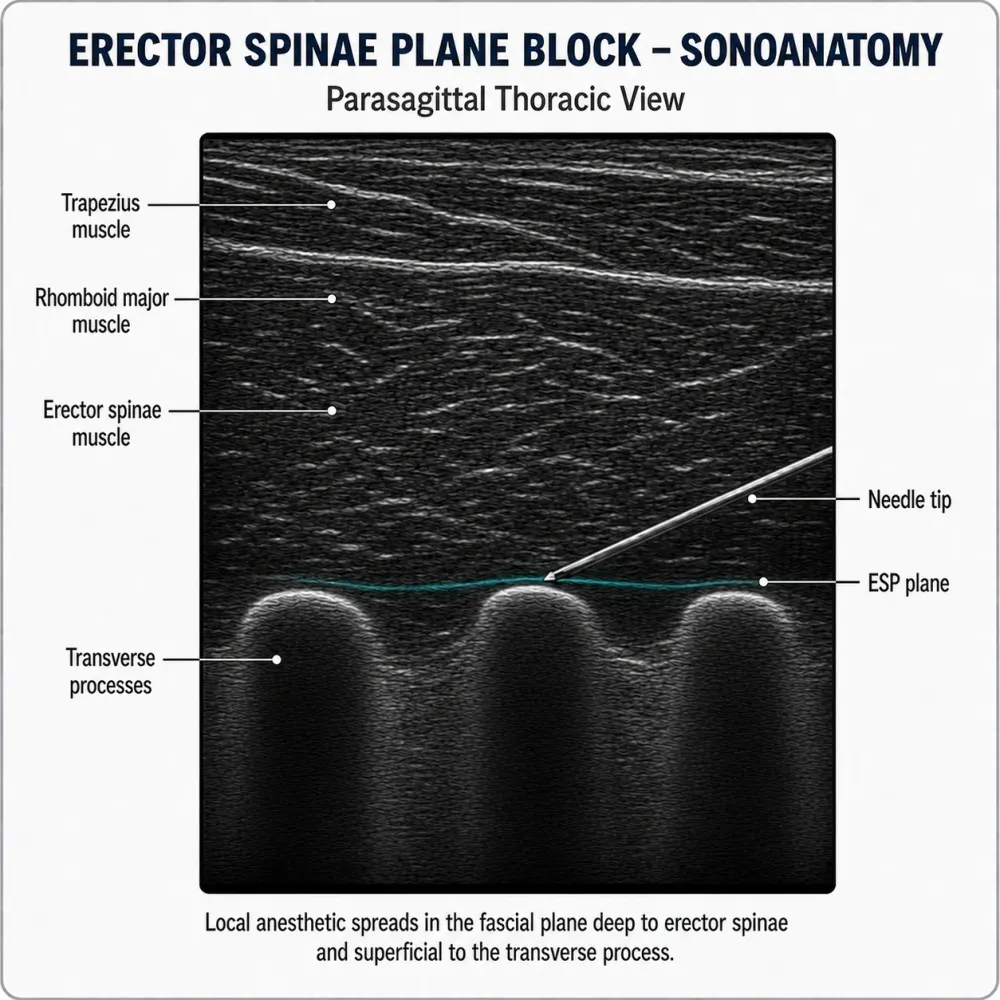 ERECTOR SPINAE PLANE BLOCK – SONOANATOMY
Parasagittal Thoracic View
Trapezius
muscle
Rhomboid major
muscle
Erector spinae
muscle
Needle tip
ESP plane
Transverse
processes
Local anesthetic spreads in the fascial plane deep to erector spinae
and superficial to the transverse process.